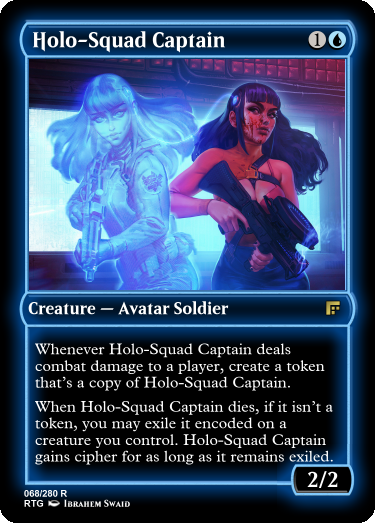 Holo-Squad Captain 1
Creature — Avatar Soldier
Whenever Holo-Squad Captain deals
combat damage to a player, create a token
that's a copy of Holo-Squad Captain.
When Holo-Squad Captain dies, if it isn't a
token, you may exile it encoded on a
creature you control. Holo-Squad Captain
gains cipher for as long as it remains exiled.
2/2
068/280 R
RTG Ibrahem Swaid